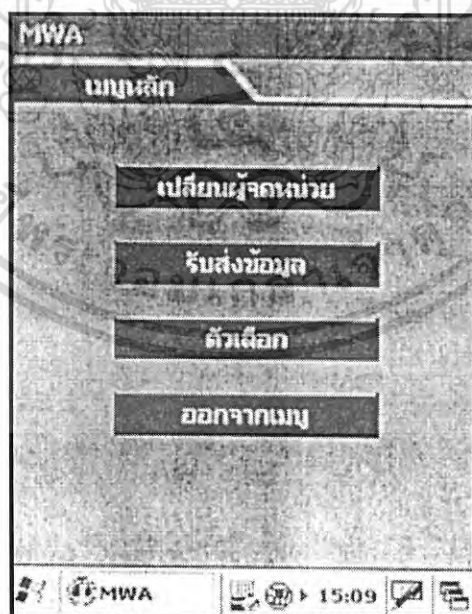 MWA
เมนูหลัก
เปลี่ยนผู้จดหน่วย
รับส่งข้อมูล
ตัวเลือก
ออกจากเมนู
MWA 15:09